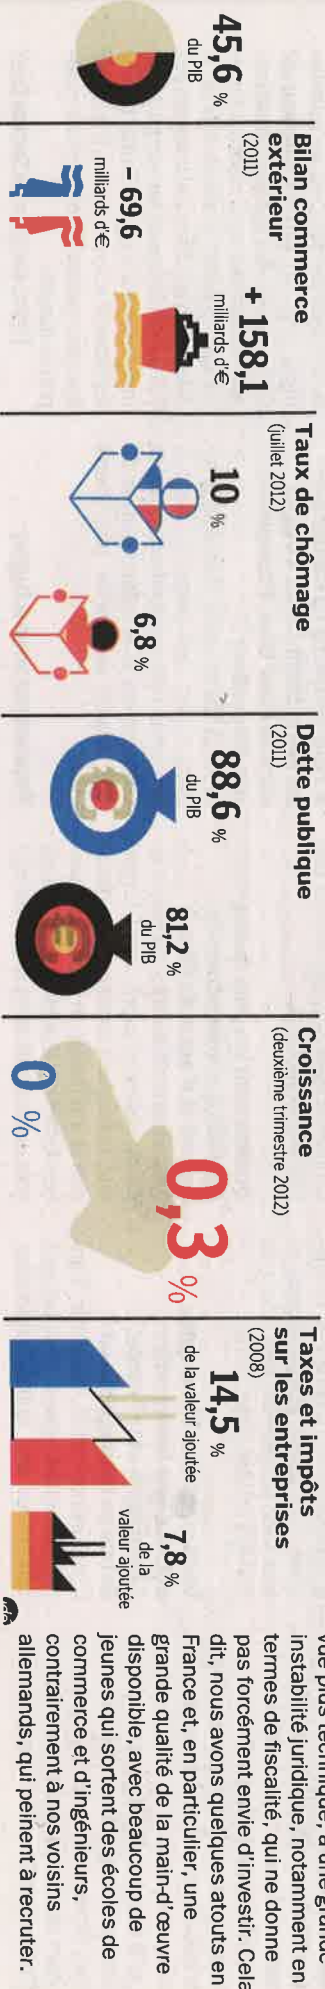 45,6 %
du PIB
Bilan commerce
extérieur
(2011)
– 69,6
milliards d'€
+ 158,1
milliards d'€
Taux de chômage
(juillet 2012)
10 %
6,8 %
Dette publique
(2011)
88,6 %
du PIB
81,2 %
du PIB
Croissance
(deuxième trimestre 2012)
0 %
0,3 %
Taxes et impôts
sur les entreprises
(2008)
14,5 %
de la valeur ajoutée
7,8 %
de la
valeur ajoutée
vue plus technique, à une grande
instabilité juridique, notamment en
termes de fiscalité, qui ne donne
pas forcément envie d'investir. Cela
dit, nous avons quelques atouts en
France et, en particulier, une
grande qualité de la main-d'œuvre
disponible, avec beaucoup de
jeunes qui sortent des écoles de
commerce et d'ingénieurs,
contrairement à nos voisins
allemands, qui peinent à recruter.